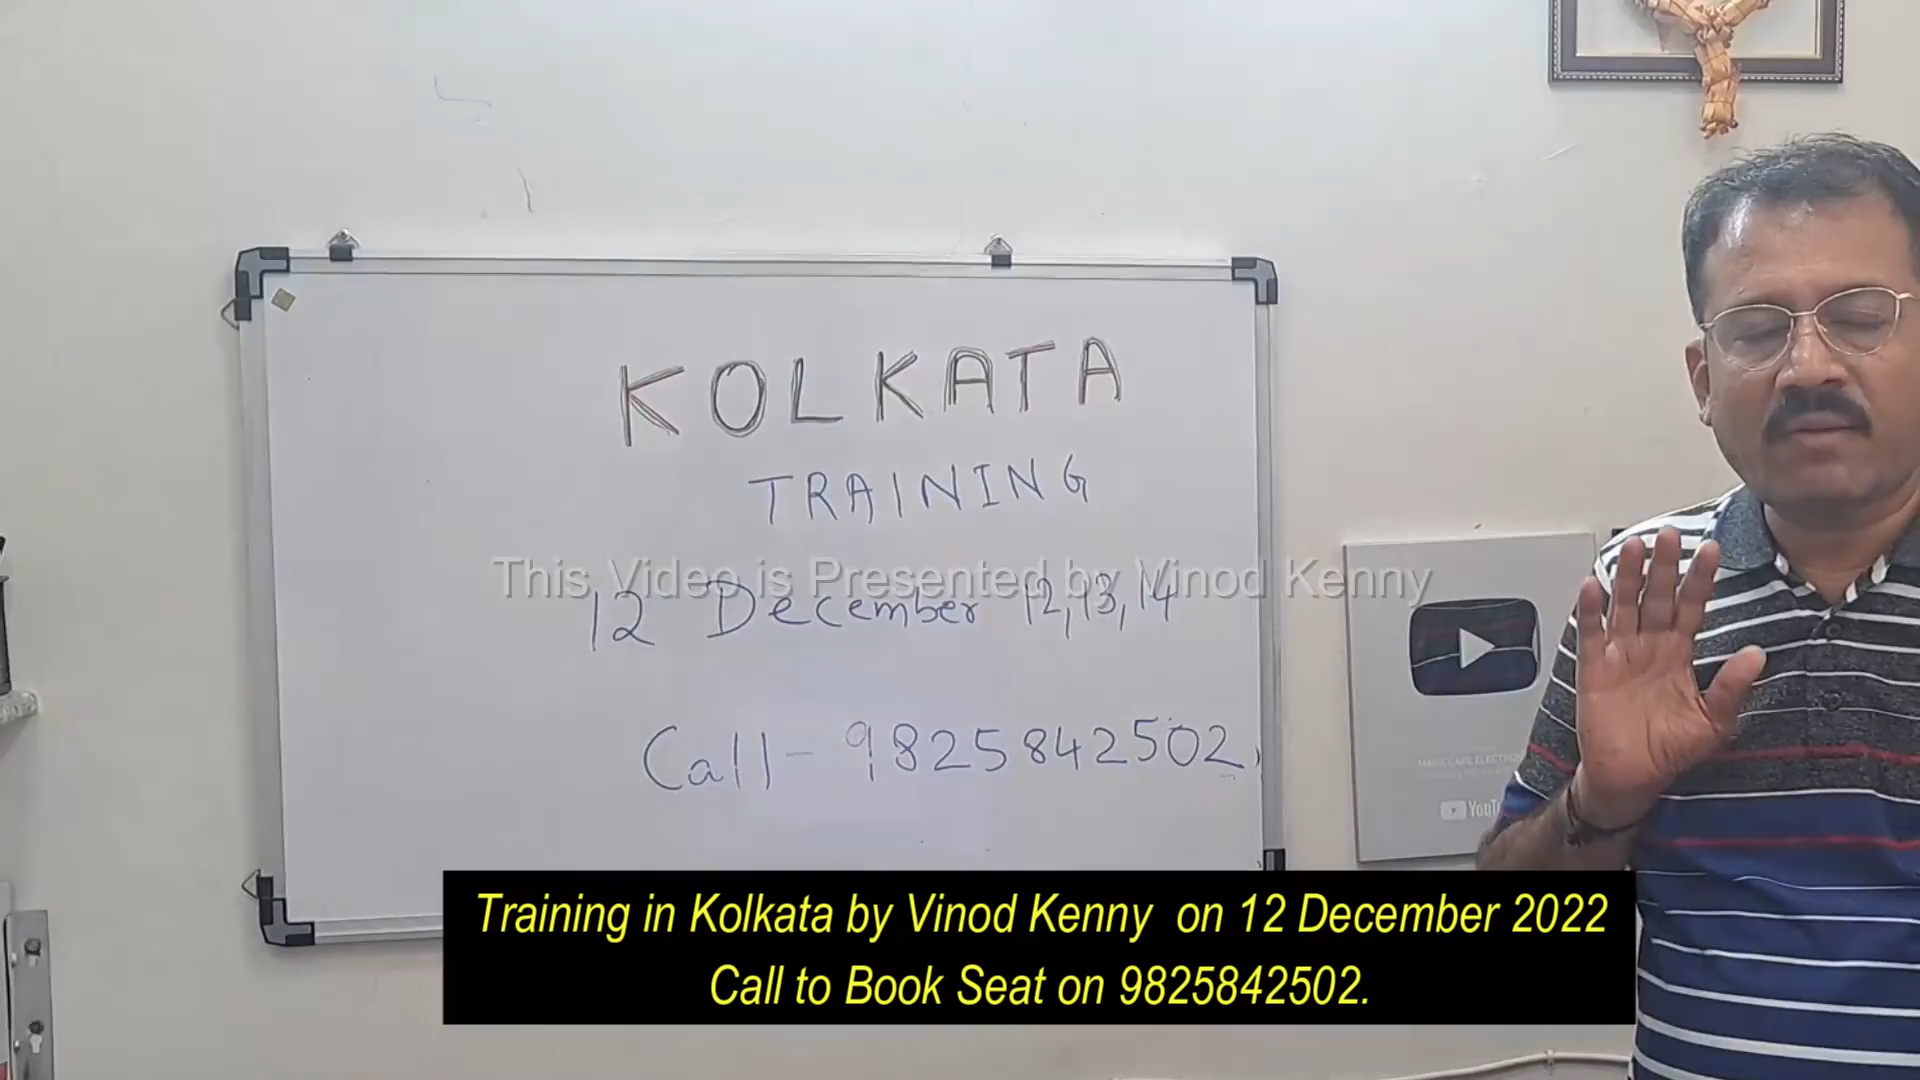 KOLKATA
TRAINING
This Video is Presented by Vinod Kenny
12 December 12,13,14
Call - 9825842502,
YouT
Training in Kolkata by Vinod Kenny on 12 December 2022
Call to Book Seat on 9825842502.